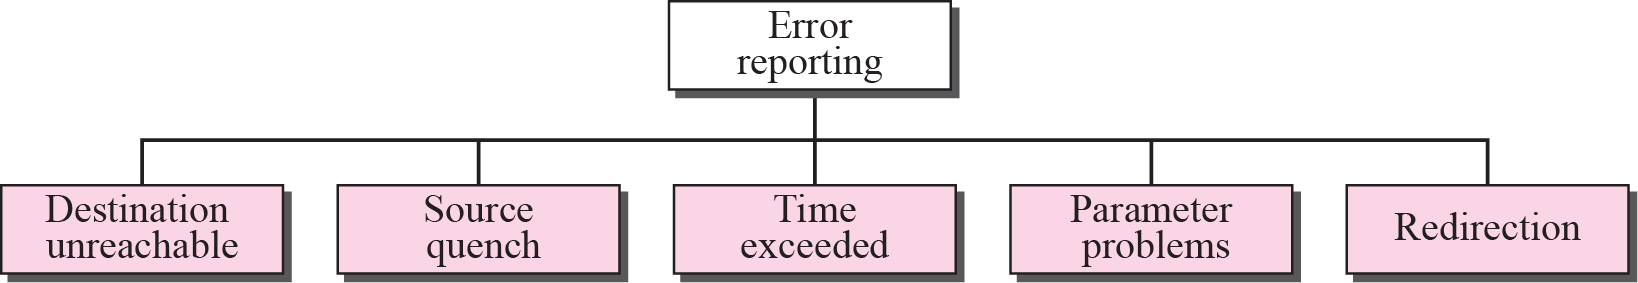 Error
reporting
Destination
unreachable
Source
quench
Time
exceeded
Parameter
problems
Redirection